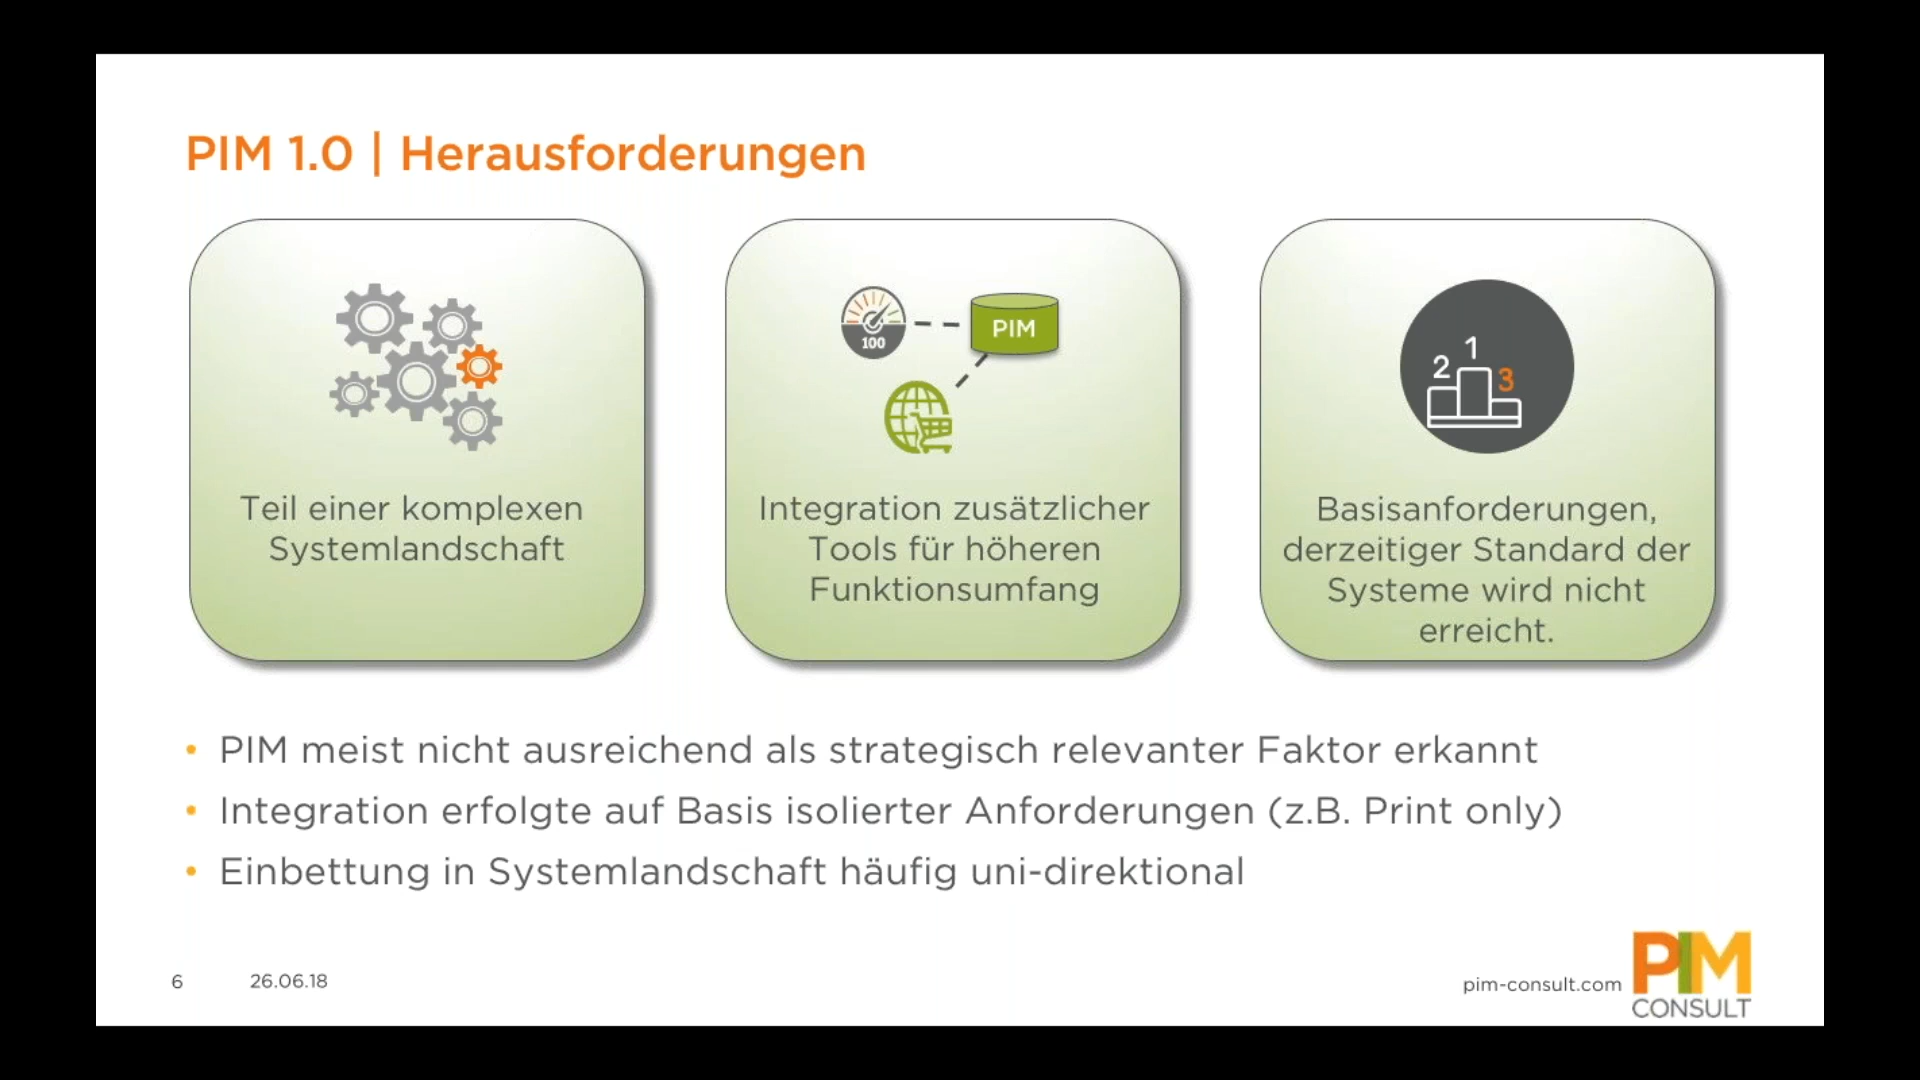 PIM 1.0 | Herausforderungen
100
PIM
2
1
3
Teil einer komplexen
Systemlandschaft
Integration zusätzlicher
Tools für höheren
Funktionsumfang
Basisanforderungen,
derzeitiger Standard der
Systeme wird nicht
erreicht.
• PIM meist nicht ausreichend als strategisch relevanter Faktor erkannt
• Integration erfolgte auf Basis isolierter Anforderungen (z.B. Print only)
• Einbettung in Systemlandschaft häufig uni-direktional
6
26.06.18
pim-consult.com
PIM
CONSULT